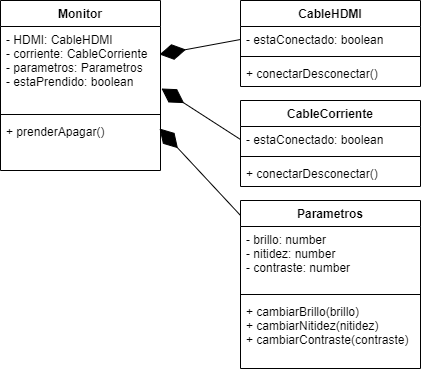 Monitor
- HDMI: CableHDMI
- corriente: CableCorriente
- parametros: Parametros
- estaPrendido: boolean
+ prenderApagar()
CableHDMI
- estaConectado: boolean
+ conectarDesconectar()
CableCorriente
- estaConectado: boolean
+ conectarDesconectar()
Parametros
- brillo: number
- nitidez: number
- contraste: number
+ cambiarBrillo(brillo)
+ cambiarNitidez(nitidez)
+ cambiarContraste(contraste)